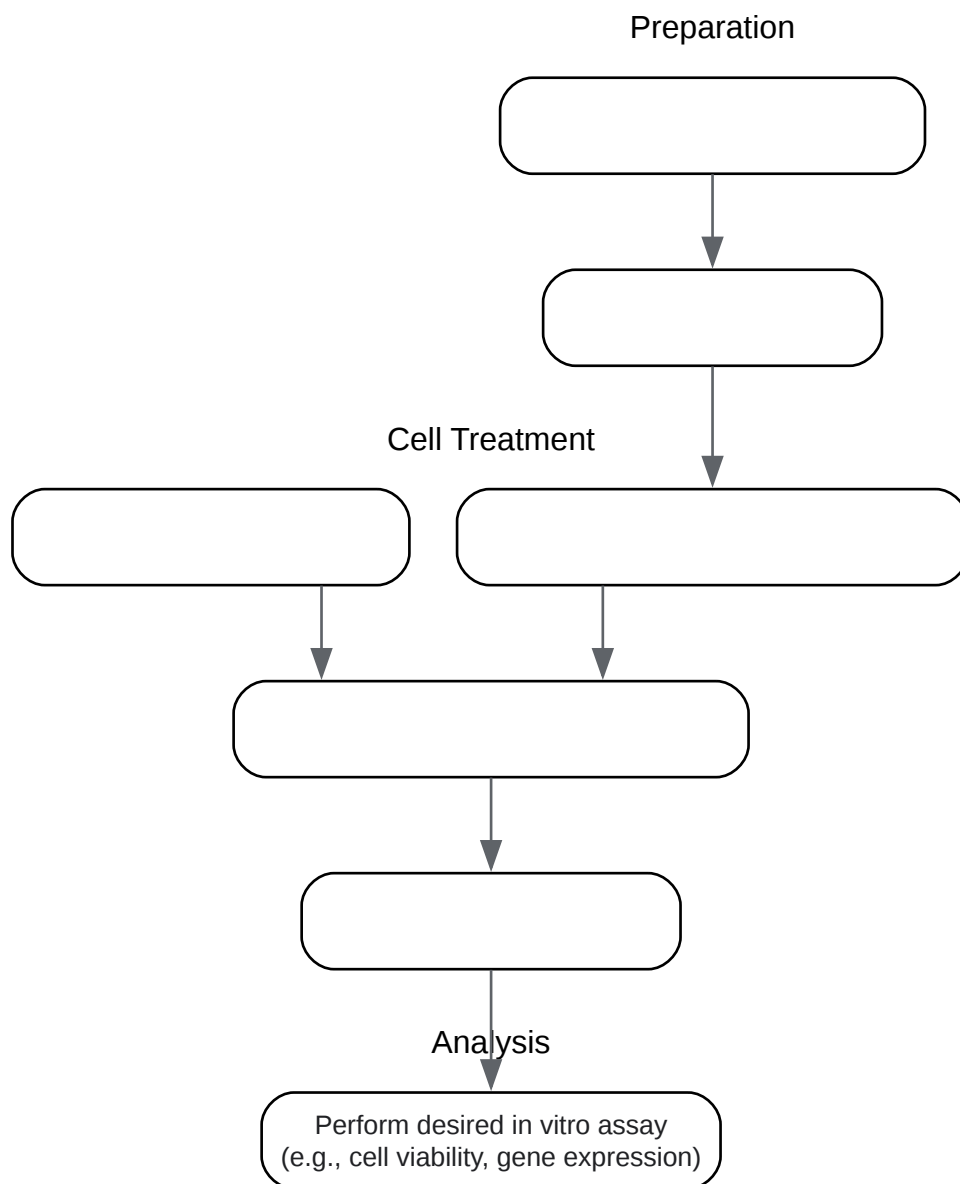 Preparation
Cell Treatment
Analysis
Perform desired in vitro assay
(e.g., cell viability, gene expression)